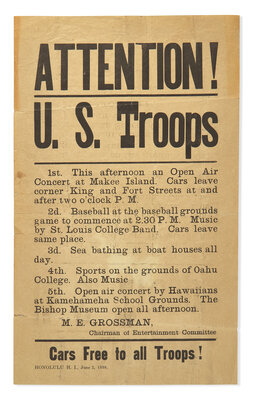 ATTENTION!
U. S. Troops
1st. This afternoon an Open Air
Concert at Makee Island. Cars leave
corner King and Fort Streets at and
after two o'clock P. M.
2d. Baseball at the baseball grounds
game to commence at 2.30 P. M. Music
by St. Louis College Band. Cars leave
same place.
3d. Sea bathing at boat houses all
day.
4th. Sports on the grounds of Oahu
College. Also Music
5th. Open air concert by Hawaiians
at Kamehameha School Grounds. The
Bishop Museum open all afternoon.
M. E. GROSSMAN,
Chairman of Entertainment Committee
Cars Free to all Troops!
HONOLULU H. I., June 2, 1898.